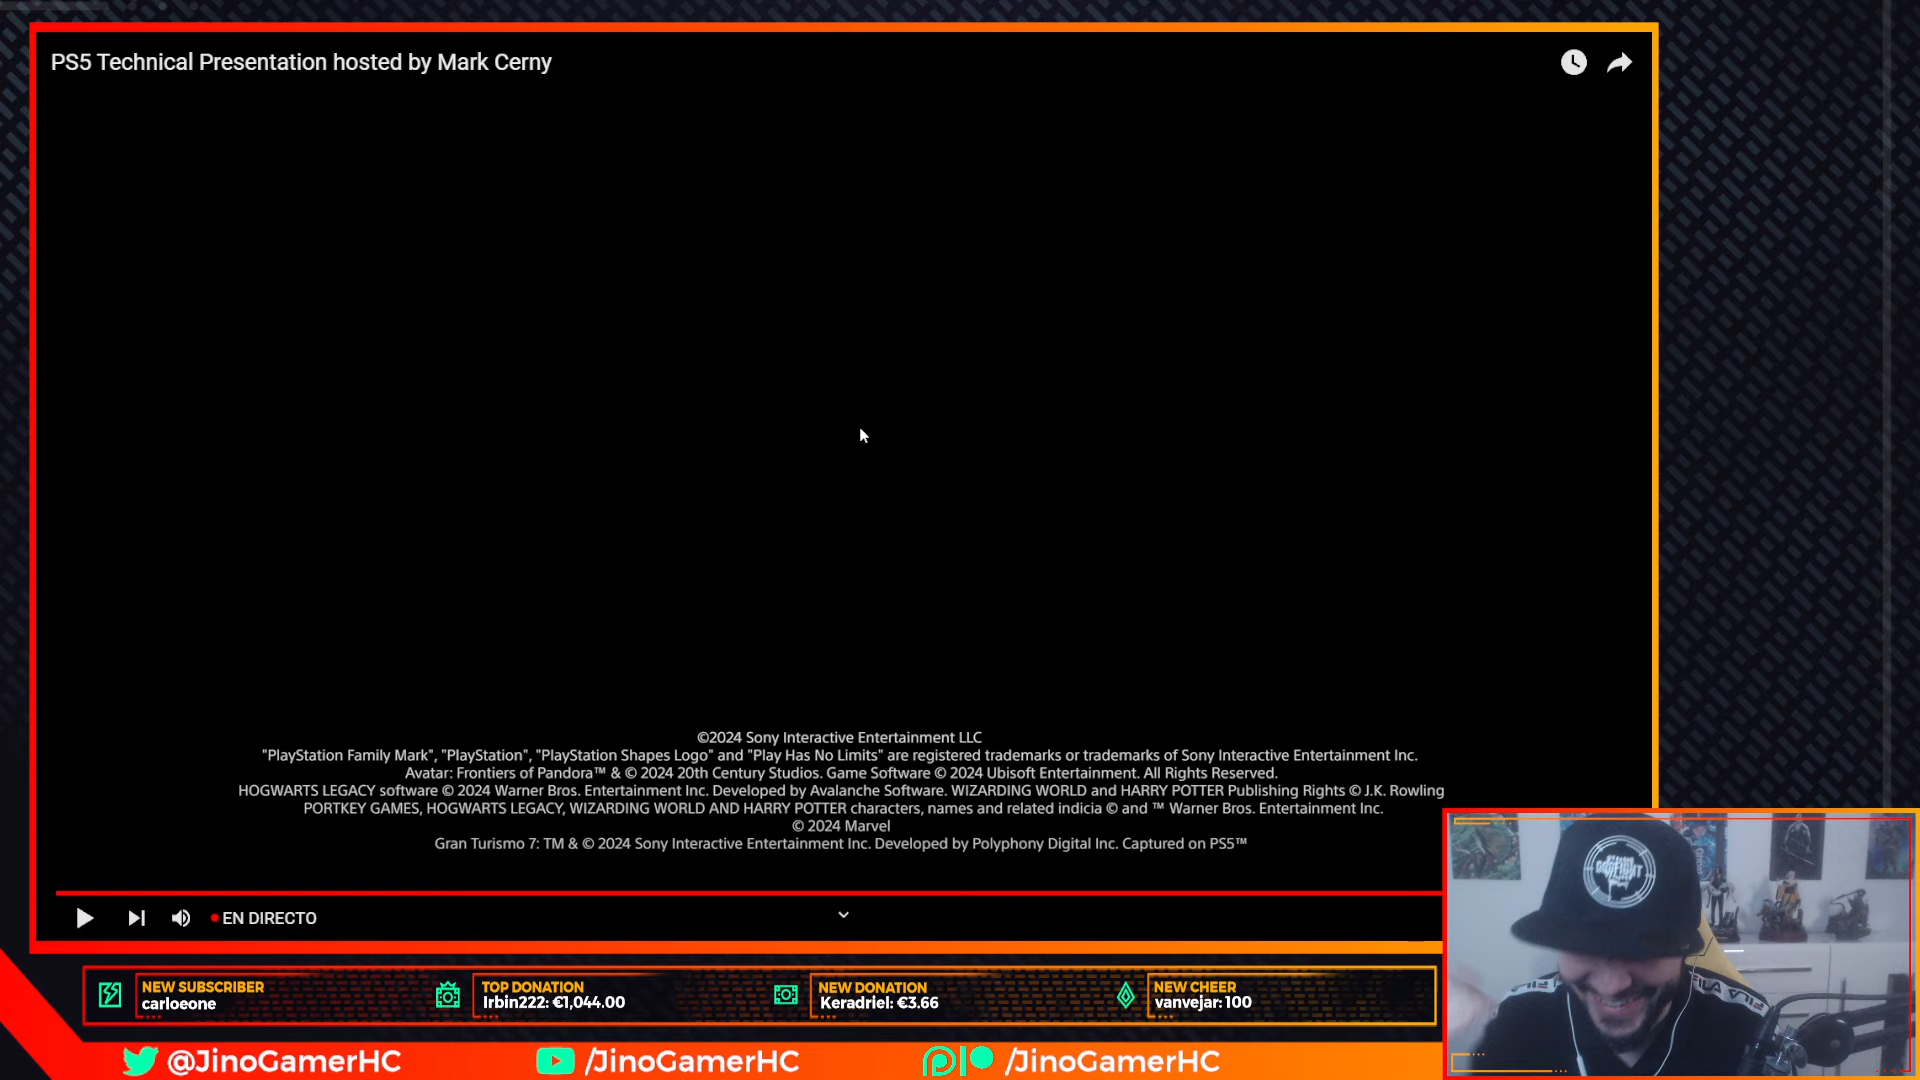 PS5 Technical Presentation hosted by Mark Cerny
©2024 Sony Interactive Entertainment LLC
"PlayStation Family Mark", "PlayStation", "PlayStation Shapes Logo" and "Play Has No Limits" are registered trademarks or trademarks of Sony Interactive Entertainment Inc.
Avatar: Frontiers of Pandora™ & © 2024 20th Century Studios. Game Software © 2024 Ubisoft Entertainment. All Rights Reserved.
HOGWARTS LEGACY software © 2024 Warner Bros. Entertainment Inc. Developed by Avalanche Software. WIZARDING WORLD and HARRY POTTER Publishing Rights © J.K. Rowling
PORTKEY GAMES, HOGWARTS LEGACY, WIZARDING WORLD AND HARRY POTTER characters, names and related indicia © and ™ Warner Bros. Entertainment Inc.
© 2024 Marvel
Gran Turismo 7: TM & © 2024 Sony Interactive Entertainment Inc. Developed by Polyphony Digital Inc. Captured on PS5™
EN DIRECTO
NEW SUBSCRIBER
carloeone
TOP DONATION
Irbin222: €1,044.00
NEW DONATION
Keradriel: €3.66
NEW CHEER
vanvejar: 100
@JinoGamerHC
/JinoGamerHC
/JinoGamerHC
FILA